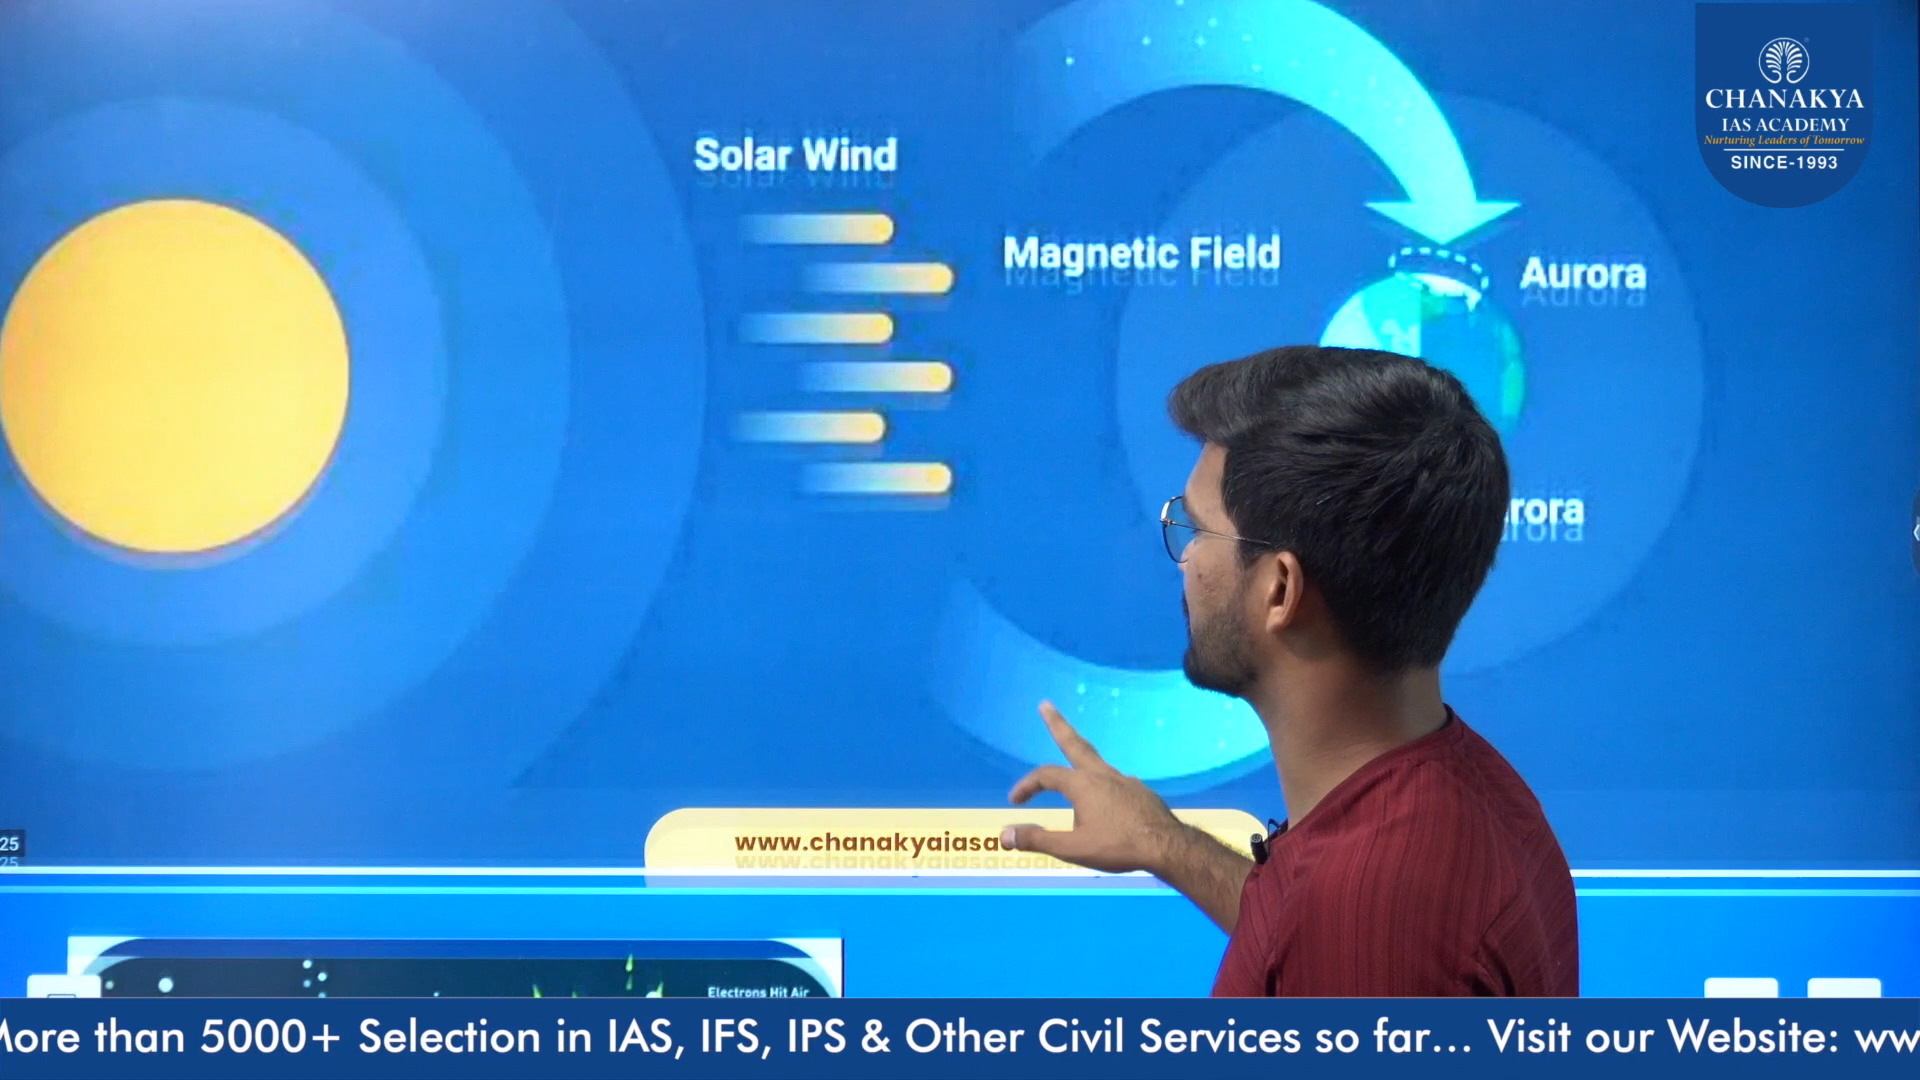 CHANAKYA
IAS ACADEMY
Nurturing Leaders of Tomorrow
SINCE-1993
Solar Wind
Magnetic Field
Aurora
rora
www.chanakyaiasa
25
Electrons Hit Air
More than 5000+ Selection in IAS, IFS, IPS & Other Civil Services so far... Visit our Website: ww